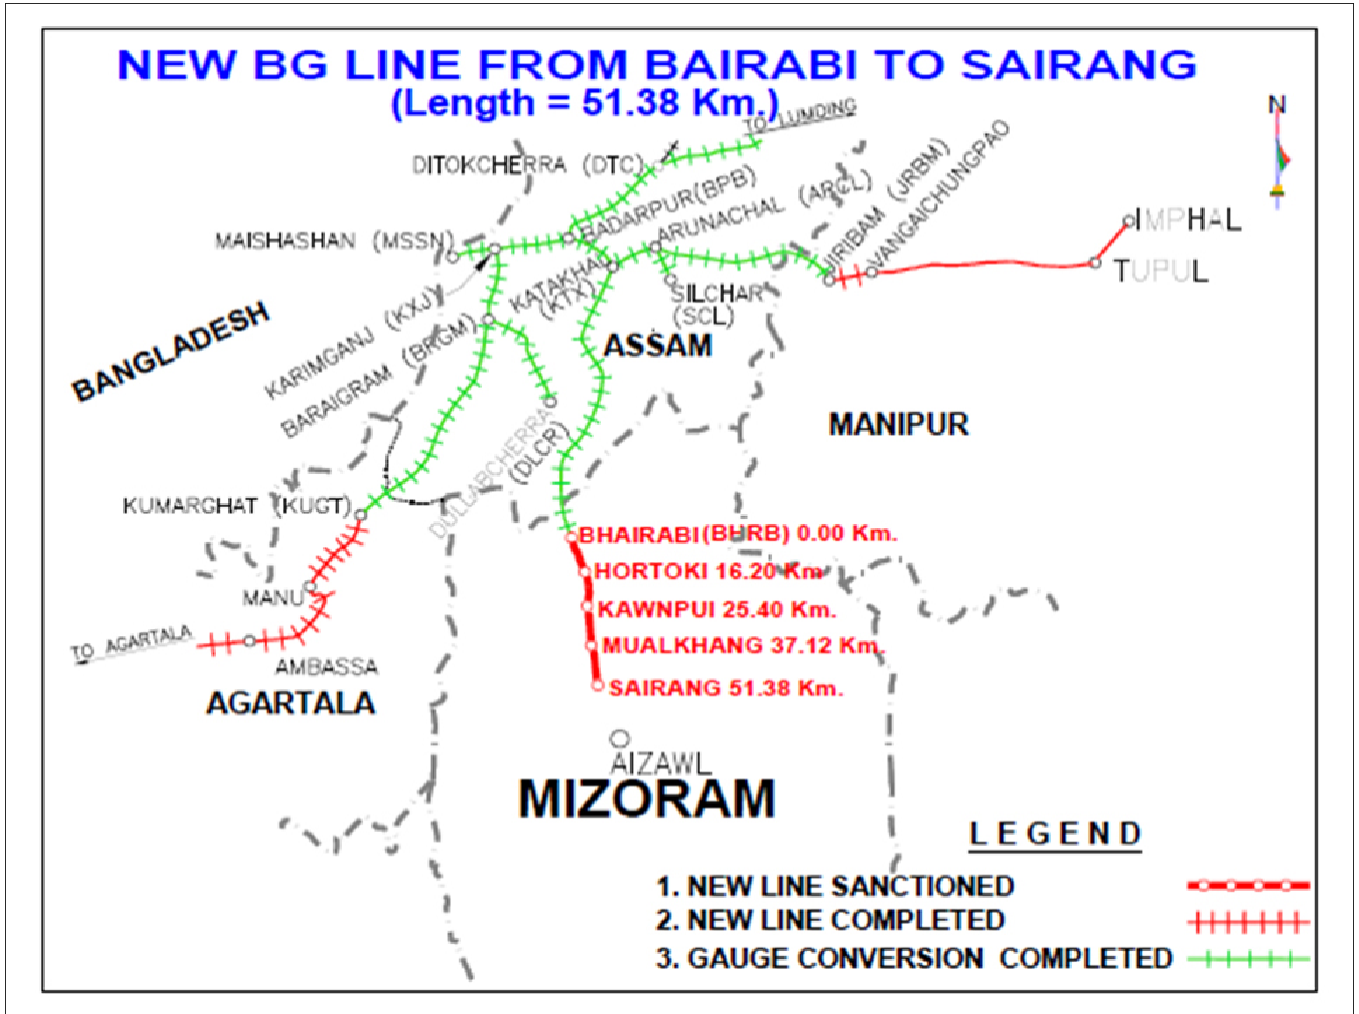 NEW BG LINE FROM BAIRABI TO SAIRANG
(Length = 51.38 Km.)
N
TO LUMDING
DITOKCHERRA (DTC)
BADARPUR(BPB)
ARUNACHAL (ARCL)
JIRIBAM (JRBM)
VANGAICHUNGPAO
IMPHAL
TUPUL
MAISHASHAN (MSSN)
KATAKHAL
(KTX)
SILCHAR
(SCL)
KARIMGANJ (KXJ)
BARAIGRAM (BRGM)
BANGLADESH
ASSAM
MANIPUR
DULLABCHERRA
(DLCR)
KUMARGHAT (KUGT)
BHAIRABI(BHRB) 0.00 Km.
HORTOKI 16.20 Km
KAWNPUI 25.40 Km.
MUALKHANG 37.12 Km.
SAIRANG 51.38 Km.
MANU
TO AGARTALA
AMBASSA
AGARTALA
AIZAWL
MIZORAM
LEGEND
1. NEW LINE SANCTIONED
2. NEW LINE COMPLETED
3. GAUGE CONVERSION COMPLETED